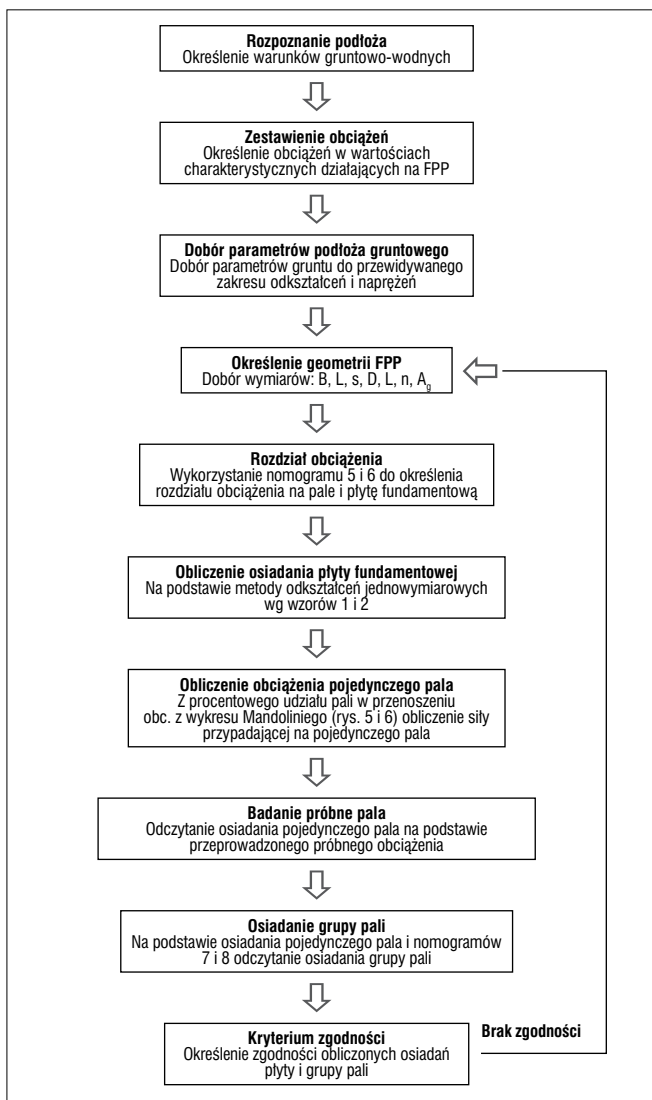 Rozpoznanie podłoża
Określenie warunków gruntowo-wodnych
Zestawienie obciążeń
Określenie obciążeń w wartościach
charakterystycznych działających na FPP
Dobór parametrów podłoża gruntowego
Dobór parametrów gruntu do przewidywanego
zakresu odkształceń i naprężeń
Określenie geometrii FPP
Dobór wymiarów: B, L, s, D, L, n, A_g
Rozdział obciążenia
Wykorzystanie nomogramu 5 i 6 do określenia
rozdziału obciążenia na pale i płytę fundamentową
Obliczenie osiadania płyty fundamentowej
Na podstawie metody odkształceń jednowymiarowych
wg wzorów 1 i 2
Obliczenie obciążenia pojedynczego pala
Z procentowego udziału pali w przenoszeniu
obc. z wykresu Mandoliniego (rys. 5 i 6) obliczenie siły
przypadającej na pojedynczego pala
Badanie próbne pala
Odczytanie osiadania pojedynczego pala na podstawie
przeprowadzonego próbnego obciążenia
Osiadanie grupy pali
Na podstawie osiadania pojedynczego pala i nomogramów
7 i 8 odczytanie osiadania grupy pali
Kryterium zgodności
Określenie zgodności obliczonych osiadań
płyty i grupy pali
Brak zgodności